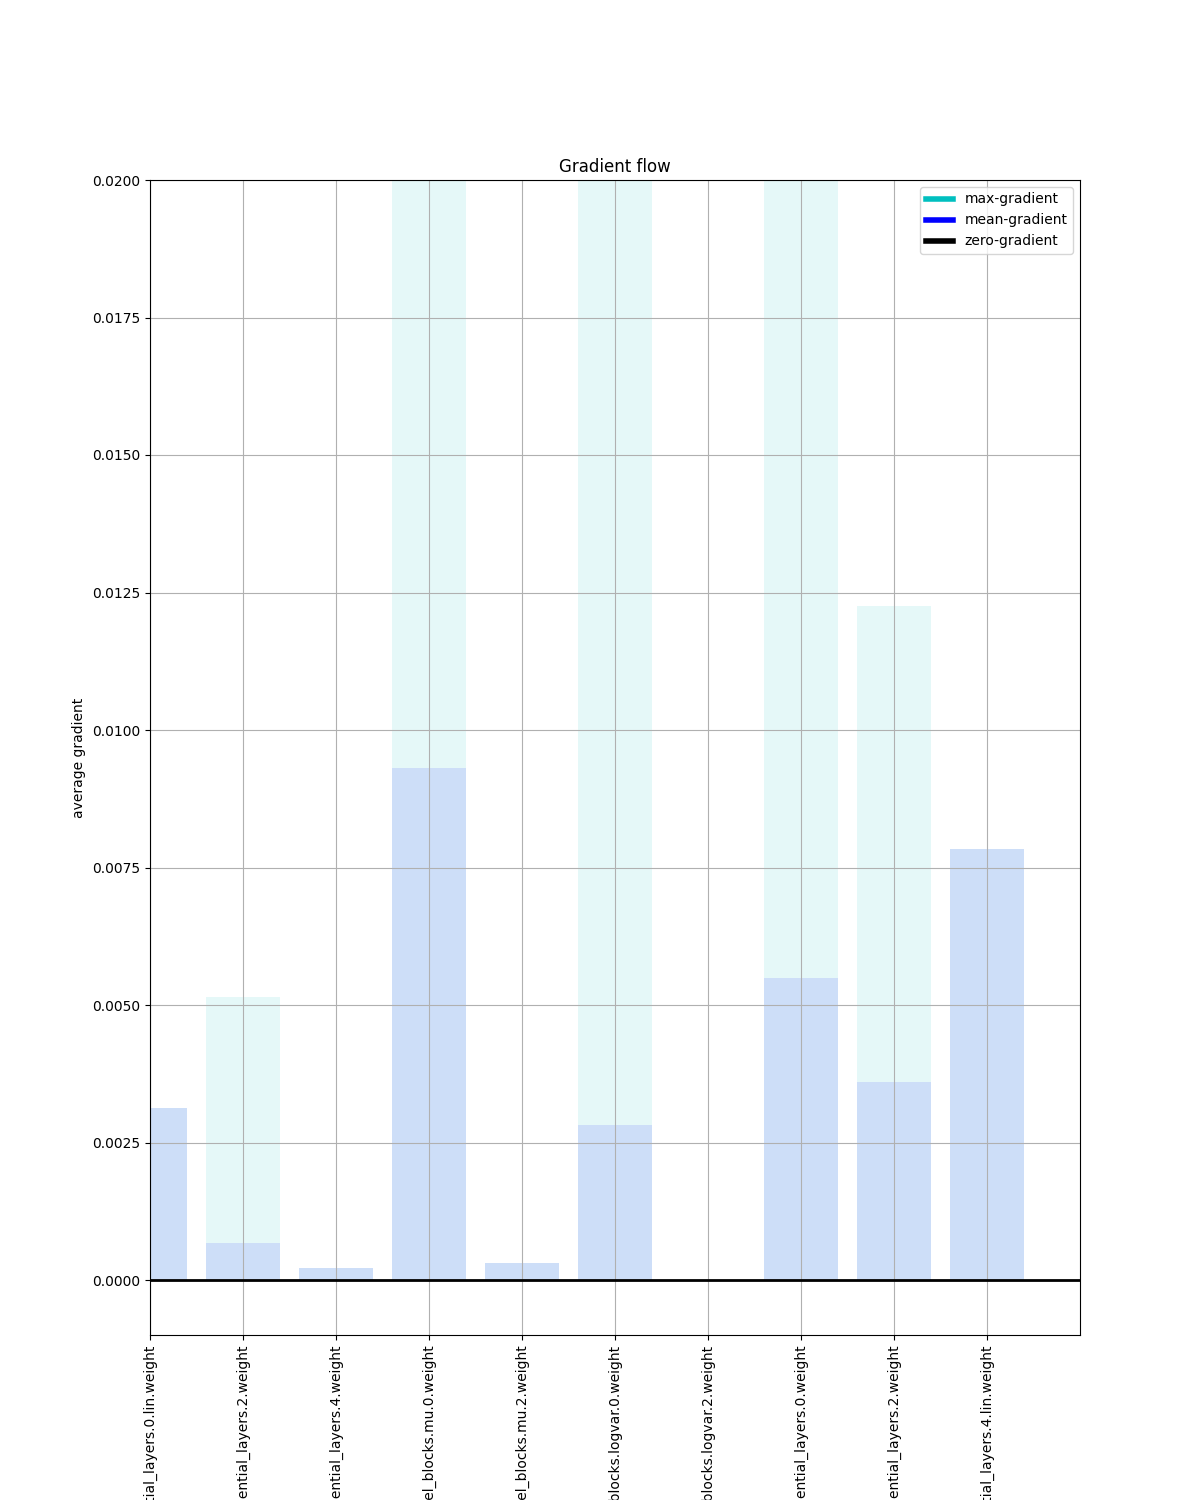 Gradient flow
max-gradient
mean-gradient
zero-gradient
0.0200
0.0175
0.0150
0.0125
0.0100
0.0075
0.0050
0.0025
0.0000
average gradient
tial_layers.0.lin.weight
ential_layers.2.weight
ential_layers.4.weight
el_blocks.mu.0.weight
el_blocks.mu.2.weight
blocks.logvar.0.weight
blocks.logvar.2.weight
ential_layers.0.weight
ential_layers.2.weight
tial_layers.4.lin.weight